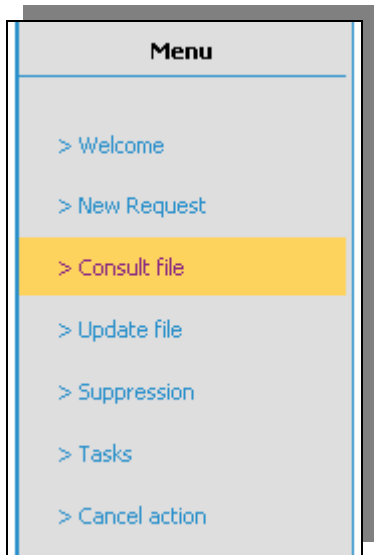 Menu
> Welcome
> New Request
> Consult file
> Update file
> Suppression
> Tasks
> Cancel action